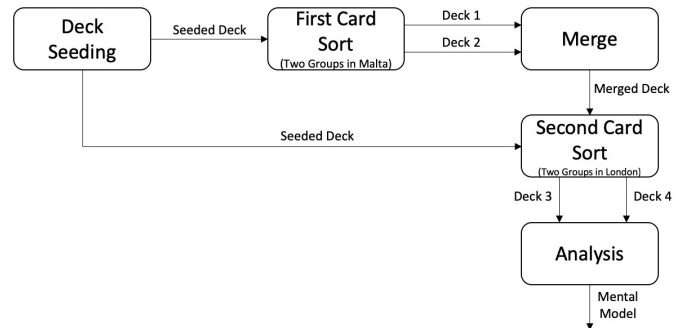 Deck
Seeding
Seeded Deck
First Card
Sort
(Two Groups in Malta)
Deck 1
Deck 2
Merge
Merged Deck
Seeded Deck
Second Card
Sort
(Two Groups in London)
Deck 3
Deck 4
Analysis
Mental
Model